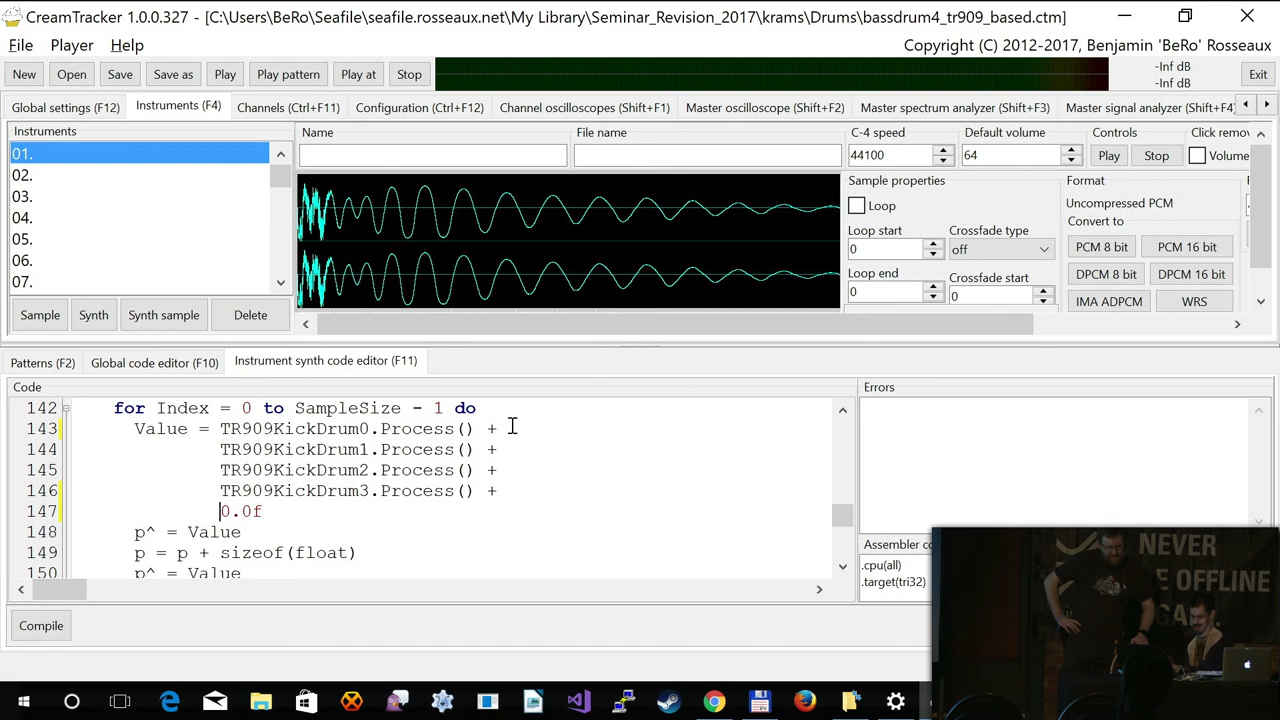 CreamTracker 1.0.0.327 - [C:\Users\BeRo\Seafile\seafile.rosseaux.net\My Library\Seminar_Revision_2017\krams\Drums\bassdrum4_tr909_based.ctm]
File Player Help
Copyright (C) 2012-2017, Benjamin 'BeRo' Rosseaux
New Open Save Save as Play Play pattern Play at Stop
-Inf dB
-Inf dB
Exit
Global settings (F12) Instruments (F4) Channels (Ctrl+F11) Configuration (Ctrl+F12) Channel oscilloscopes (Shift+F1) Master oscilloscope (Shift+F2) Master spectrum analyzer (Shift+F3) Master signal analyzer (Shift+F4
Instruments
01.
02.
03.
04.
05.
06.
07.
Sample Synth Synth sample Delete
Name File name C-4 speed Default volume Controls Click remov
44100 64 Play Stop Volume
Sample properties Format
Loop Uncompressed PCM
Loop start Crossfade type Convert to
0 off PCM 8 bit PCM 16 bit
Loop end Crossfade start DPCM 8 bit DPCM 16 bit
0 0 IMA ADPCM WRS
Patterns (F2) Global code editor (F10) Instrument synth code editor (F11)
Code Errors
142 for Index = 0 to SampleSize - 1 do
143 Value = TR909KickDrum0.Process() +
144 TR909KickDrum1.Process() +
145 TR909KickDrum2.Process() +
146 TR909KickDrum3.Process() +
147 0.0f
148 p^ = Value
149 p = p + sizeof(float)
150 p^ = Value
Assembler co
.cpu(all)
.target(tri32)
Compile
NEVER
E OFFLINE
GAN.